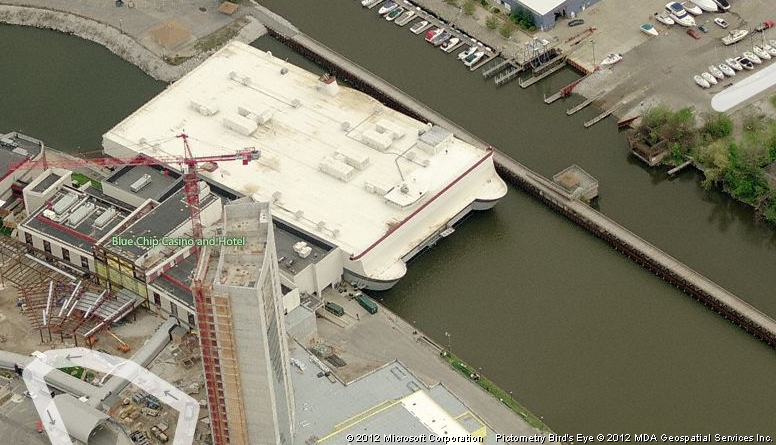 Blue Chip Casino and Hotel
© 2012 Microsoft Corporation    Pictometry Bird's Eye © 2012 MDA Geospatial Services Inc.